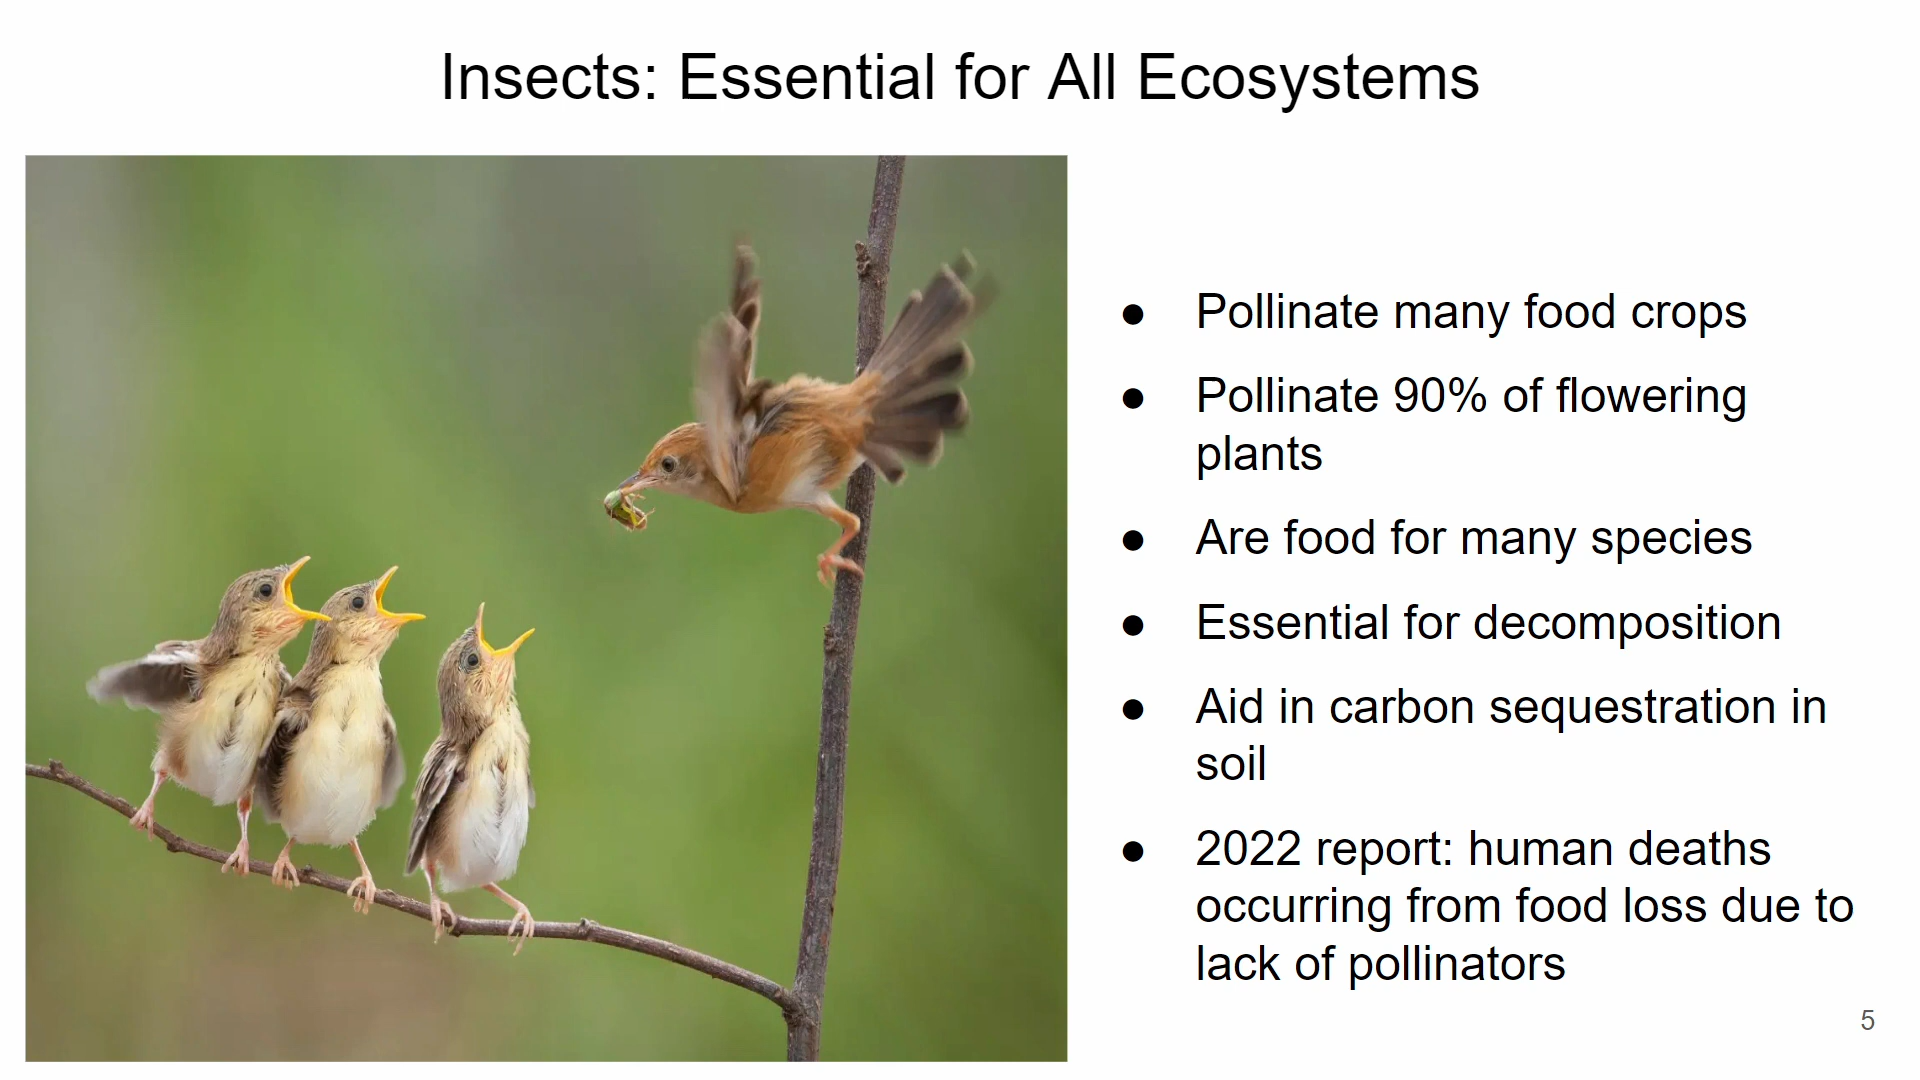 Insects: Essential for All Ecosystems
● Pollinate many food crops
● Pollinate 90% of flowering
plants
● Are food for many species
● Essential for decomposition
● Aid in carbon sequestration in
soil
● 2022 report: human deaths
occurring from food loss due to
lack of pollinators
5